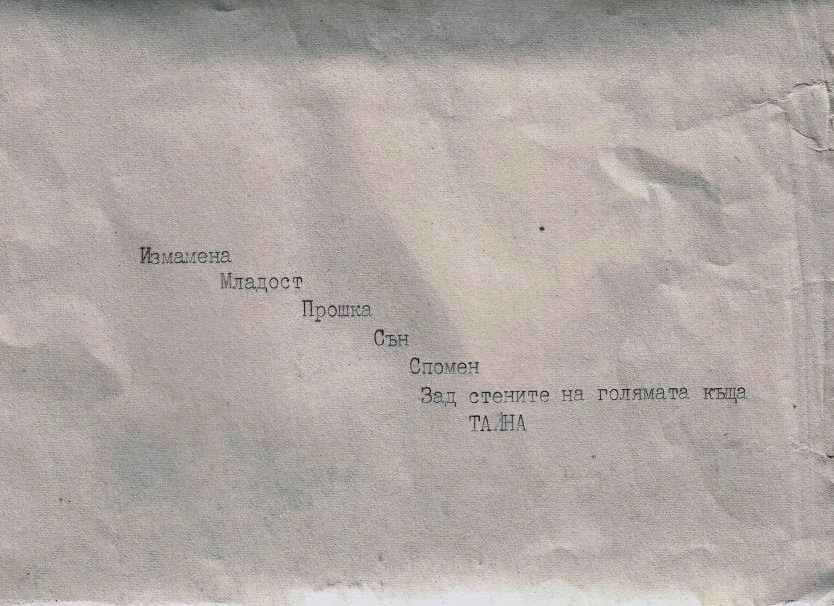 Измамена
Младост
Прошка
Сън
Спомен
Зад стените на голямата къща
ТАЙНА